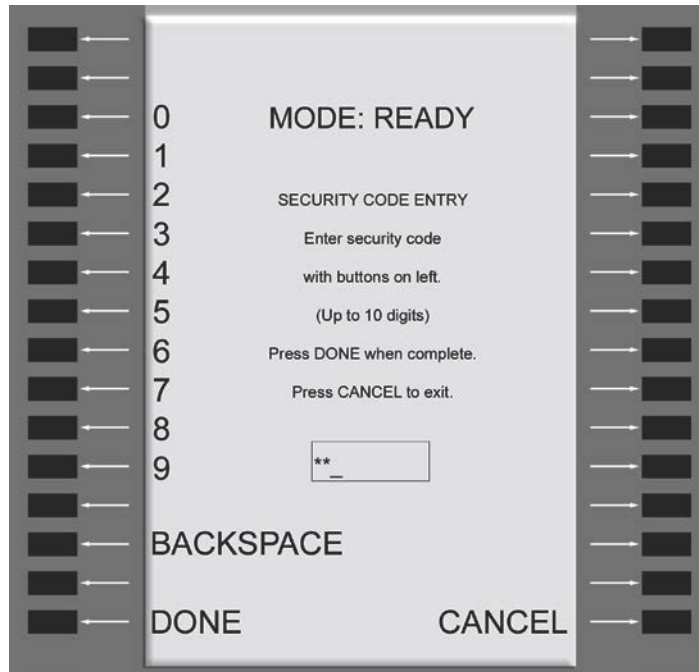 0 MODE: READY
1
2 SECURITY CODE ENTRY
3 Enter security code
4 with buttons on left.
5 (Up to 10 digits)
6 Press DONE when complete.
7 Press CANCEL to exit.
8
9 **_
BACKSPACE
DONE CANCEL